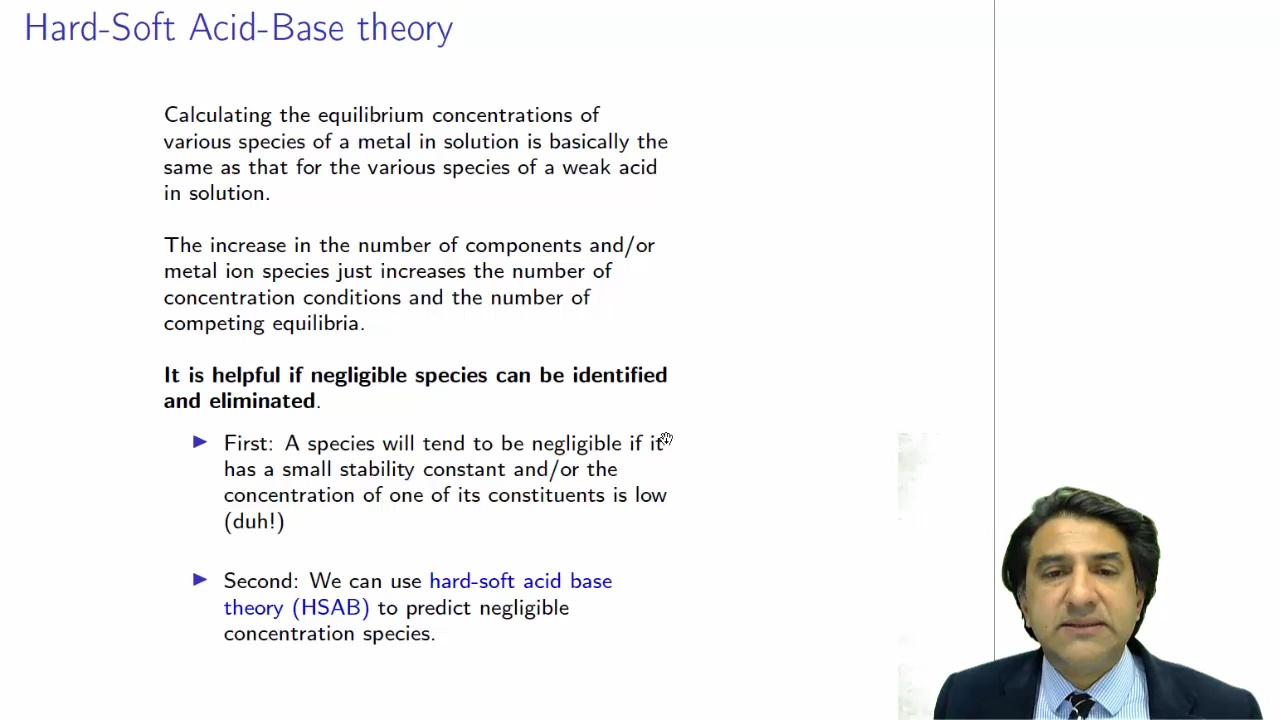 Hard-Soft Acid-Base theory
Calculating the equilibrium concentrations of
various species of a metal in solution is basically the
same as that for the various species of a weak acid
in solution.
The increase in the number of components and/or
metal ion species just increases the number of
concentration conditions and the number of
competing equilibria.
It is helpful if negligible species can be identified
and eliminated.
First: A species will tend to be negligible if it
has a small stability constant and/or the
concentration of one of its constituents is low
(duh!)
Second: We can use hard-soft acid base
theory (HSAB) to predict negligible
concentration species.